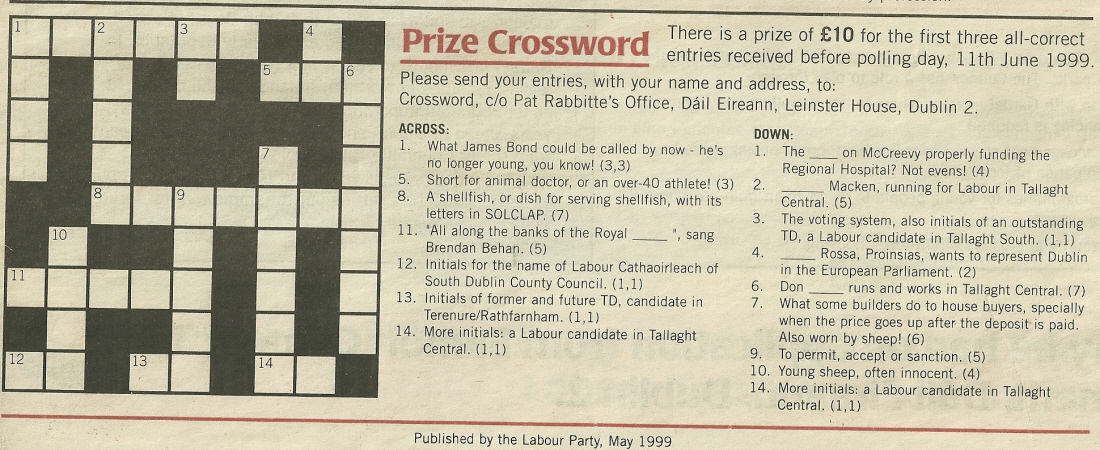 1 2 3 4
5 6
7
8 9
10
11
12 13 14
Prize Crossword
There is a prize of £10 for the first three all-correct
entries received before polling day, 11th June 1999.
Please send your entries, with your name and address, to:
Crossword, c/o Pat Rabbitte's Office, Dáil Eireann, Leinster House, Dublin 2.
ACROSS:
1. What James Bond could be called by now - he's
no longer young, you know! (3,3)
5. Short for animal doctor, or an over-40 athlete! (3)
8. A shellfish, or dish for serving shellfish, with its
letters in SOLCLAP. (7)
11. "All along the banks of the Royal ____ ", sang
Brendan Behan. (5)
12. Initials for the name of Labour Cathaoirleach of
South Dublin County Council. (1,1)
13. Initials of former and future TD, candidate in
Terenure/Rathfarnham. (1,1)
14. More initials: a Labour candidate in Tallaght
Central. (1,1)
DOWN:
1. The ____ on McCreevy properly funding the
Regional Hospital? Not evens! (4)
2. ______ Macken, running for Labour in Tallaght
Central. (5)
3. The voting system, also initials of an outstanding
TD, a Labour candidate in Tallaght South. (1,1)
4. _____ Rossa, Proinsias, wants to represent Dublin
in the European Parliament. (2)
6. Don _____ runs and works in Tallaght Central. (7)
7. What some builders do to house buyers, specially
when the price goes up after the deposit is paid.
Also worn by sheep! (6)
9. To permit, accept or sanction. (5)
10. Young sheep, often innocent. (4)
14. More initials: a Labour candidate in Tallaght
Central. (1,1)
Published by the Labour Party, May 1999